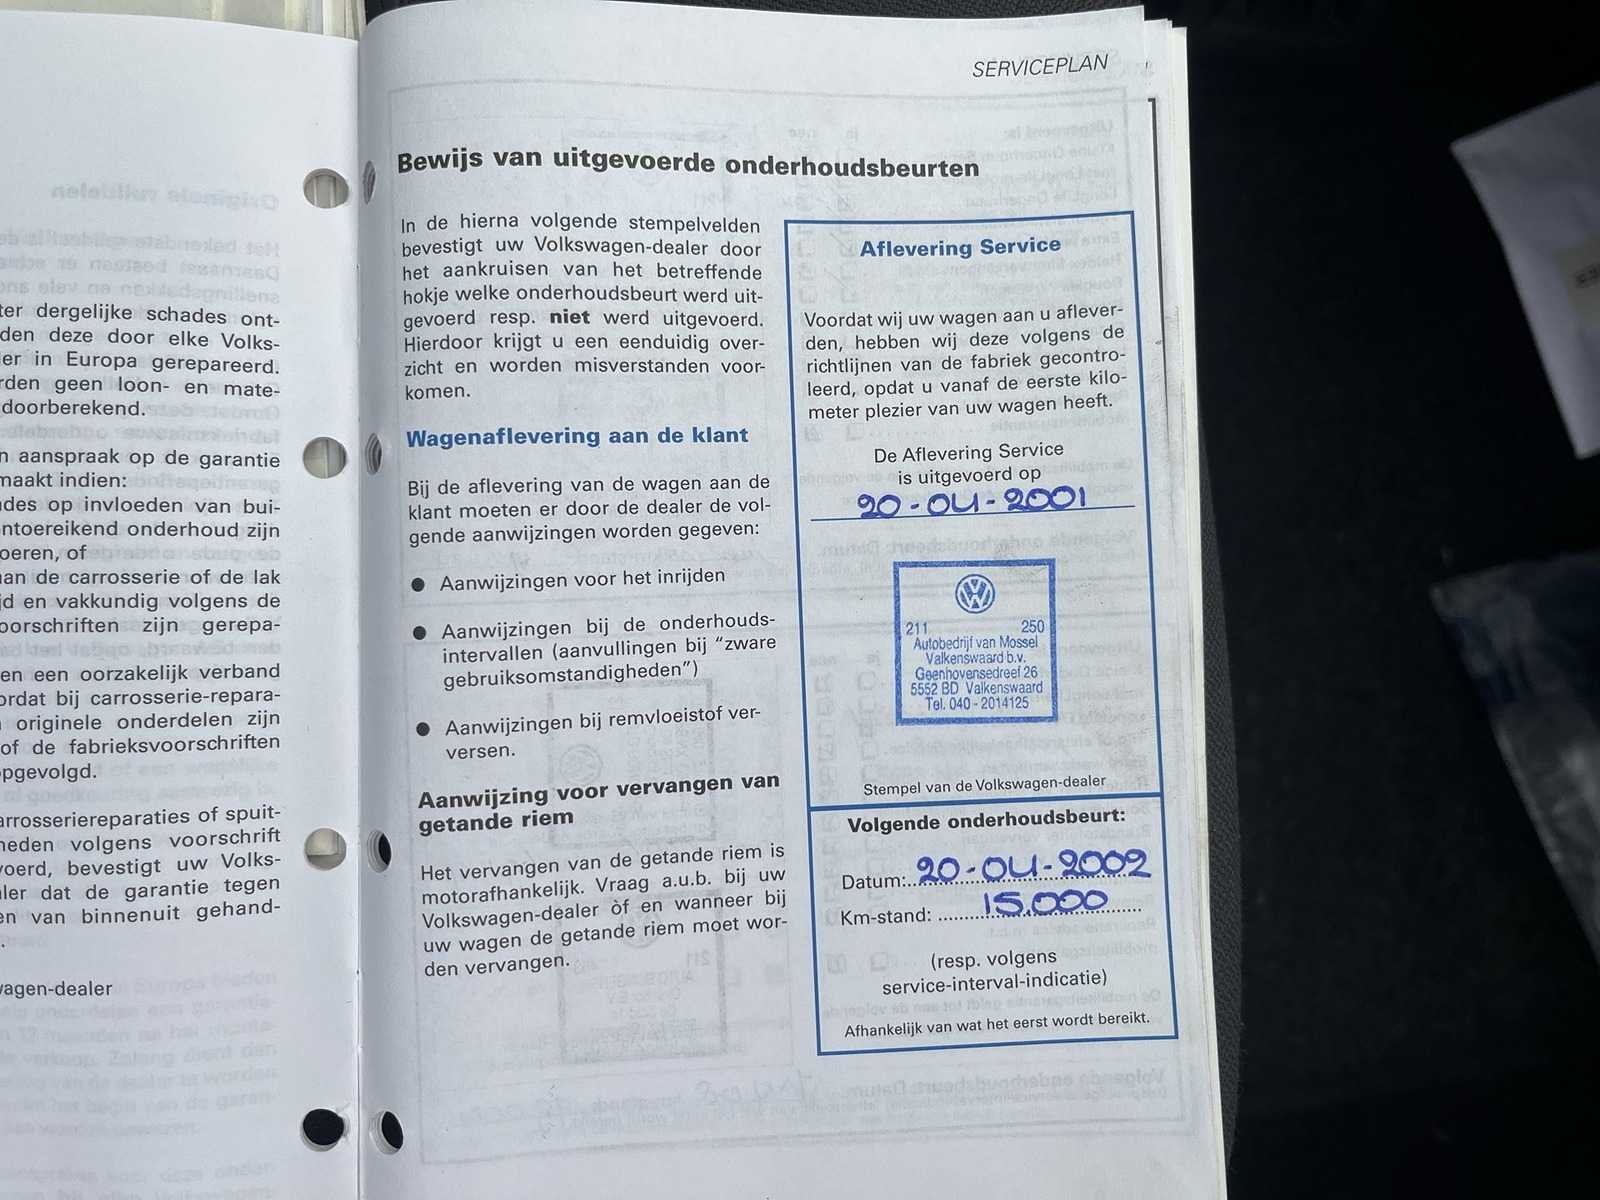 SERVICEPLAN
ter dergelijke schades ont-
den deze door elke Volks-
er in Europa gerepareerd.
rden geen loon- en mate-
doorberekend.
n aanspraak op de garantie
maakt indien:
ades op invloeden van bui-
ntoereikend onderhoud zijn
oeren, of
aan de carrosserie of de lak
jd en vakkundig volgens de
oorschriften zijn gerepa-
en een oorzakelijk verband
ordat bij carrosserie-repara-
originele onderdelen zijn
of de fabrieksvoorschriften
opgevolgd.
arrosseriereparaties of spuit-
heden volgens voorschrift
voerd, bevestigt uw Volks-
aler dat de garantie tegen
en van binnenuit gehand-
wagen-dealer
Bewijs van uitgevoerde onderhoudsbeurten
In de hierna volgende stempelvelden
bevestigt uw Volkswagen-dealer door
het aankruisen van het betreffende
hokje welke onderhoudsbeurt werd uit-
gevoerd resp. niet werd uitgevoerd.
Hierdoor krijgt u een eenduidig over-
zicht en worden misverstanden voor-
komen.
Wagenaflevering aan de klant
Bij de aflevering van de wagen aan de
klant moeten er door de dealer de vol-
gende aanwijzingen worden gegeven:
● Aanwijzingen voor het inrijden
● Aanwijzingen bij de onderhouds-
intervallen (aanvullingen bij “zware
gebruiksomstandigheden”)
● Aanwijzingen bij remvloeistof ver-
versen.
Aanwijzing voor vervangen van
getande riem
Het vervangen van de getande riem is
motorafhankelijk. Vraag a.u.b. bij uw
Volkswagen-dealer òf en wanneer bij
uw wagen de getande riem moet wor-
den vervangen.
Aflevering Service
Voordat wij uw wagen aan u aflever-
den, hebben wij deze volgens de
richtlijnen van de fabriek gecontro-
leerd, opdat u vanaf de eerste kilo-
meter plezier van uw wagen heeft.
De Aflevering Service
is uitgevoerd op
20-04-2001
211 250
Autobedrijf van Mossel
Valkenswaard b.v.
Geenhovensedreef 26
5552 BD Valkenswaard
Tel. 040 - 2014125
Stempel van de Volkswagen-dealer
Volgende onderhoudsbeurt:
Datum: 20-04-2002
Km-stand: 15.000
(resp. volgens
service-interval-indicatie)
Afhankelijk van wat het eerst wordt bereikt.